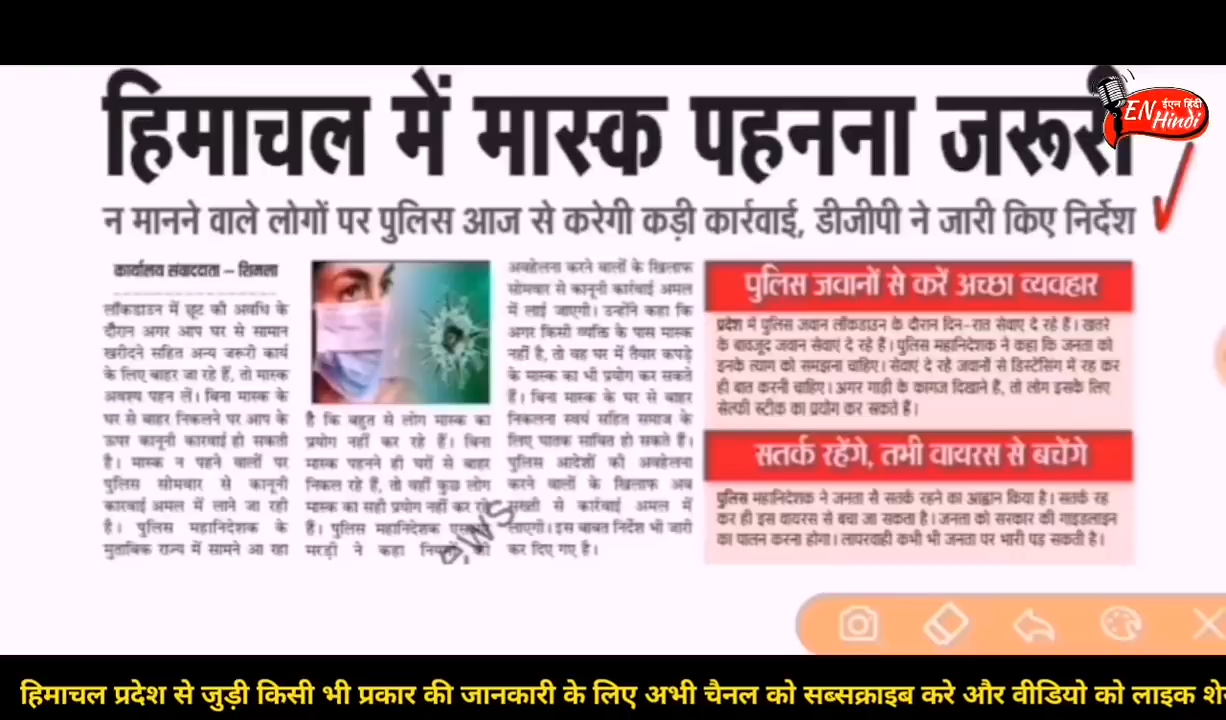 हिमाचल में मास्क पहनना जरूरी
EN ईएन हिंदी
Hindi
न मानने वाले लोगों पर पुलिस आज से करेगी कड़ी कार्रवाई, डीजीपी ने जारी किए निर्देश
कार्यालय संवाददाता – शिमला
लॉकडाउन में छूट की अवधि के
दौरान अगर आप घर से सामान
खरीदने सहित अन्य जरूरी कार्य
के लिए बाहर जा रहे हैं, तो मास्क
अवश्य पहन लें। बिना मास्क के
घर से बाहर निकलने पर आप के
ऊपर कानूनी कारवाई हो सकती
है। मास्क न पहने वालों पर
पुलिस सोमवार से कानूनी
कारवाई अमल में लाने जा रही
है। पुलिस महानिदेशक के
मुताबिक राज्य में सामने आ रहा
है कि बहुत से लोग मास्क का
प्रयोग नहीं कर रहे हैं। बिना
मास्क पहनने ही घरों से बाहर
निकल रहे हैं, तो वहीं कुछ लोग
मास्क का सही प्रयोग नहीं कर रहे
हैं। पुलिस महानिदेशक
मरड़ी ने कहा
अवहेलना करने वालों के खिलाफ
सोमवार से कानूनी कार्रवाई अमल
में लाई जाएगी। उन्होंने कहा कि
अगर किसी व्यक्ति के पास मास्क
नहीं है, तो वह घर में तैयार कपड़े
के मास्क का भी प्रयोग कर सकते
हैं। बिना मास्क के घर से बाहर
निकलना स्वयं सहित समाज के
लिए घातक साबित हो सकते हैं।
पुलिस आदेशों की अवहेलना
करने वालों के खिलाफ अब
सख्ती से कार्रवाई अमल में
लाएगी। इस बाबत निर्देश भी जारी
कर दिए गए है।
पुलिस जवानों से करें अच्छा व्यवहार
प्रदेश में पुलिस जवान लॉकडाउन के दौरान दिन-रात सेवाएं दे रहे हैं। खतरे
के बावजूद जवान सेवाएं दे रहे हैं। पुलिस महानिदेशक ने कहा कि जनता को
इनके त्याग को समझना चाहिए। सेवाएं दे रहे जवानों से डिस्टेंसिंग में रह कर
ही बात करनी चाहिए। अगर गाड़ी के कागज दिखाने हैं, तो लोग इसके लिए
सेल्फी स्टीक का प्रयोग कर सकते हैं।
सतर्क रहेंगे, तभी वायरस से बचेंगे
पुलिस महानिदेशक ने जनता से सतर्क रहने का आह्वान किया है। सतर्क रह
कर ही इस वायरस से बचा जा सकता है। जनता को सरकार की गाइडलाइन
का पालन करना होगा। लापरवाही कभी भी जनता पर भारी पड़ सकती है।
हिमाचल प्रदेश से जुड़ी किसी भी प्रकार की जानकारी के लिए अभी चैनल को सब्सक्राइब करे और वीडियो को लाइक